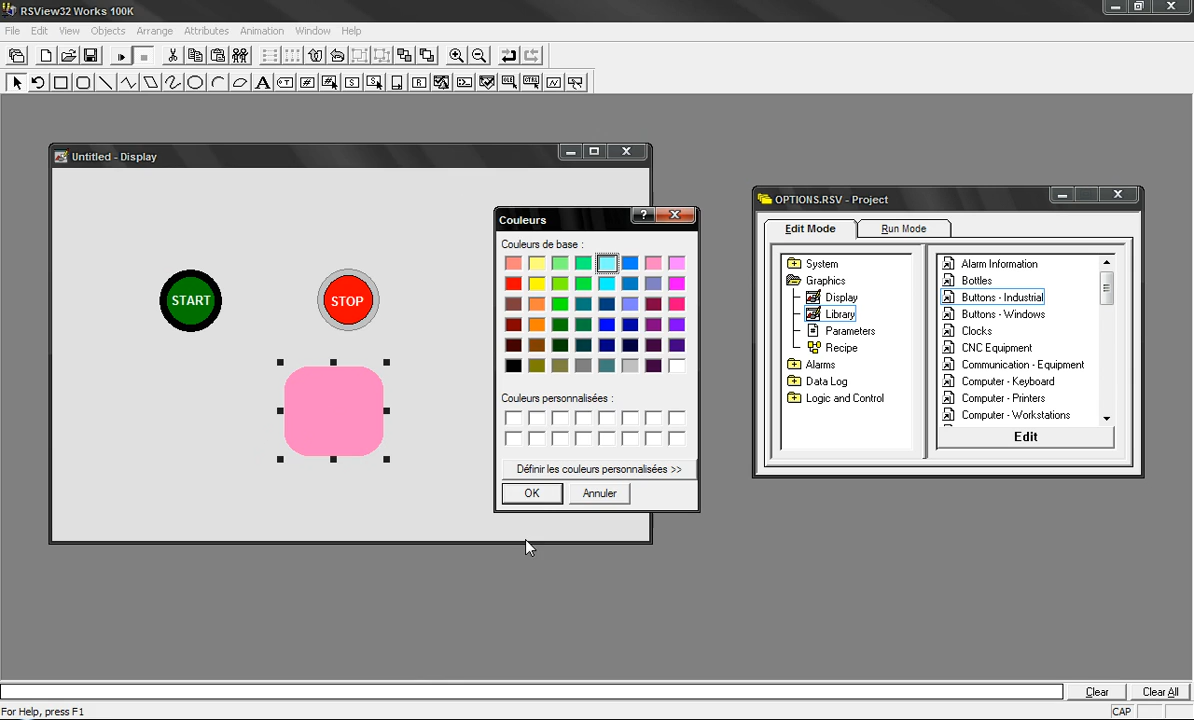 RSView32 Works 100K
File Edit View Objects Arrange Attributes Animation Window Help
Untitled - Display
START
STOP
Couleurs
Couleurs de base :
Couleurs personnalisées :
Définir les couleurs personnalisées >>
OK Annuler
OPTIONS.RSV - Project
Edit Mode Run Mode
System
Graphics
Display
Library
Parameters
Recipe
Alarms
Data Log
Logic and Control
Alarm Information
Bottles
Buttons - Industrial
Buttons - Windows
Clocks
CNC Equipment
Communication - Equipment
Computer - Keyboard
Computer - Printers
Computer - Workstations
Edit
Clear Clear All
For Help, press F1
CAP